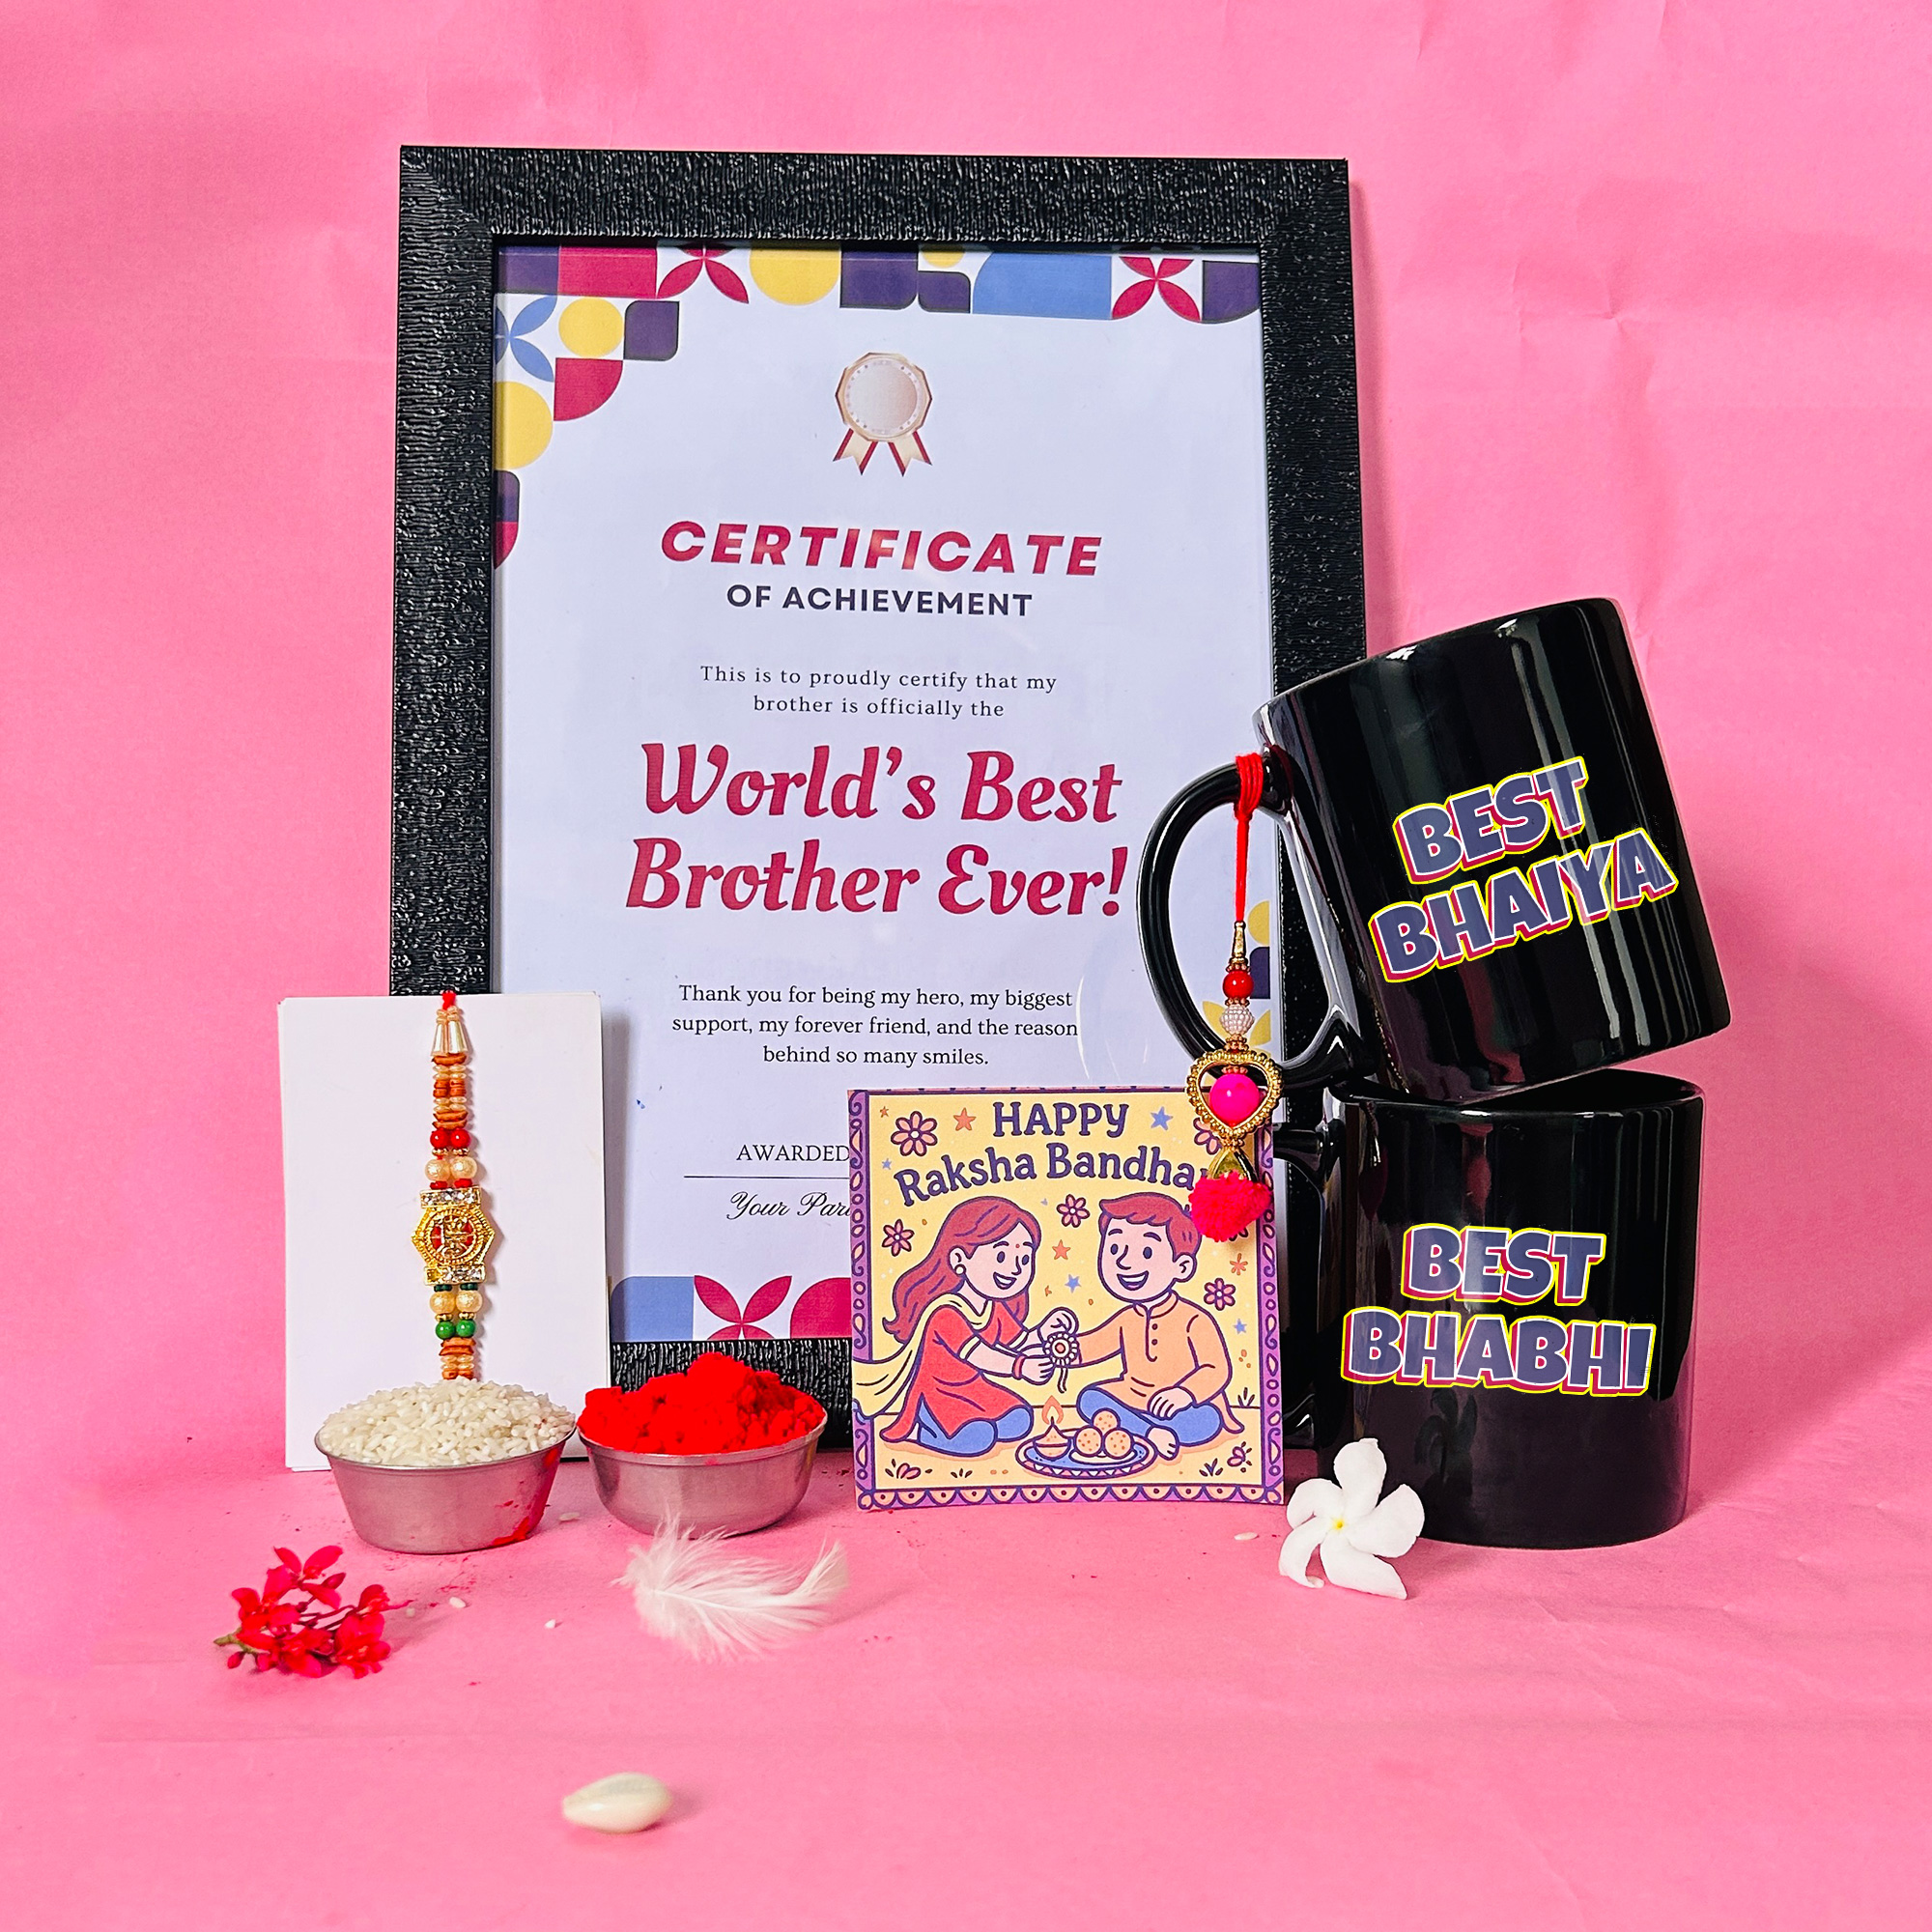 CERTIFICATE
OF ACHIEVEMENT
This is to proudly certify that my
brother is officially the
World's Best
Brother Ever!
Thank you for being my hero, my biggest
support, my forever friend, and the reason
behind so many smiles.
AWARDED
Your
HAPPY
Raksha
BEST
BHAIYA
BEST
BHABHI